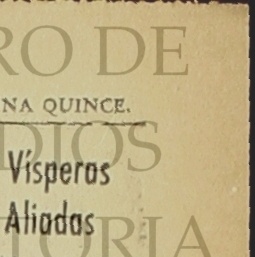 RO DE
NA QUINCE.
DIOS
Vísperas
Aliadas
TORIA